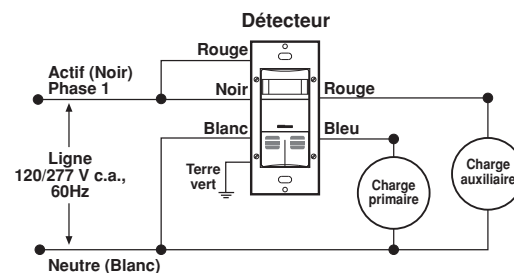 Détecteur
Rouge
Actif (Noir)
Phase 1
Noir
Rouge
Blanc
Bleu
Ligne
120/277 V c.a.,
60Hz
Terre
vert
Charge
primaire
Charge
auxiliaire
Neutre (Blanc)